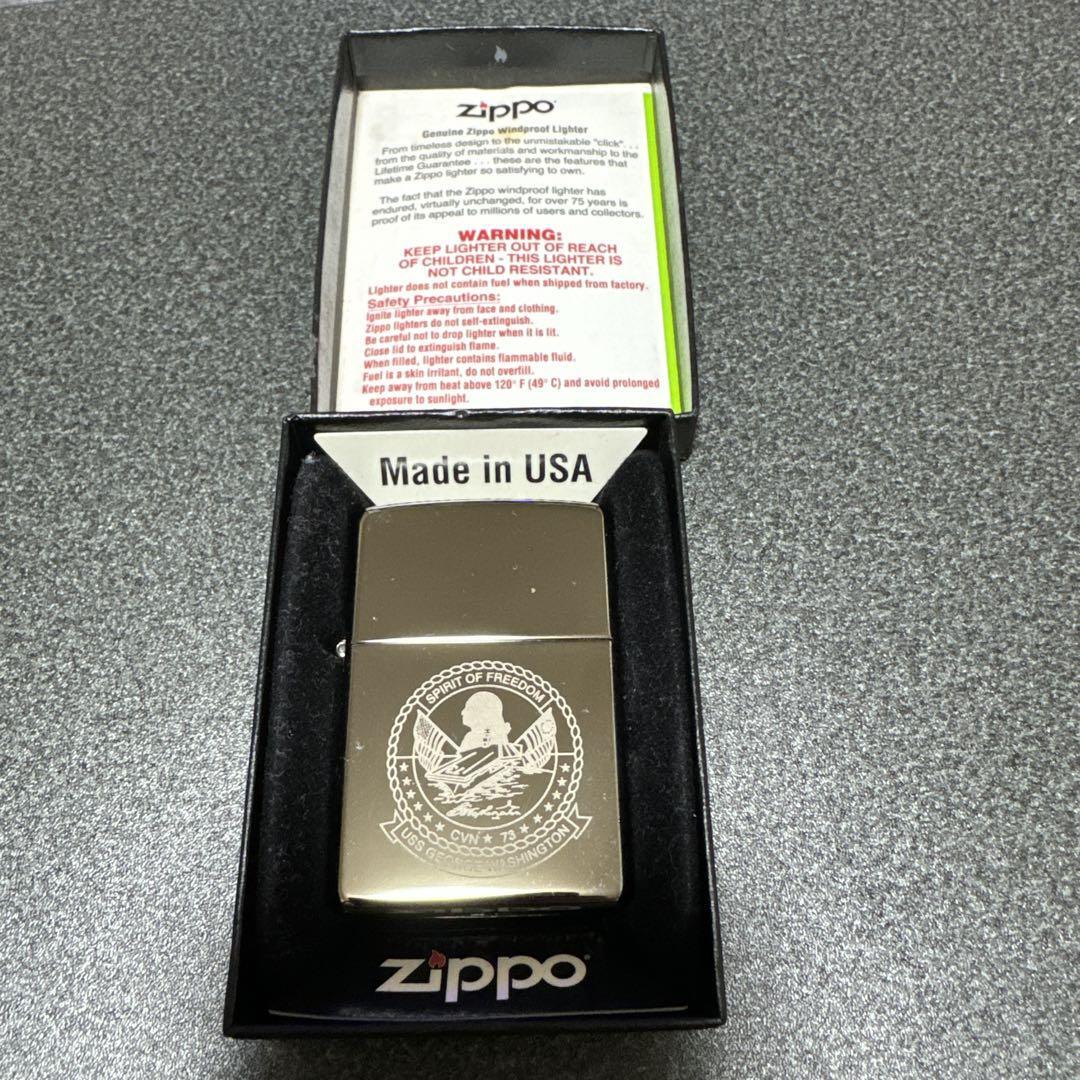 Zippo
Genuine Zippo Windproof Lighter
From timeless design to the unmistakable "click". . .
from the quality of materials and workmanship to the
Lifetime Guarantee . . . these are the features that
make a Zippo lighter so satisfying to own.
The fact that the Zippo windproof lighter has
endured, virtually unchanged, for over 75 years is
proof of its appeal to millions of users and collectors.
WARNING:
KEEP LIGHTER OUT OF REACH
OF CHILDREN - THIS LIGHTER IS
NOT CHILD RESISTANT.
Lighter does not contain fuel when shipped from factory.
Safety Precautions:
Ignite lighter away from face and clothing.
Zippo lighters do not self-extinguish.
Be careful not to drop lighter when it is lit.
Close lid to extinguish flame.
When filled, lighter contains flammable fluid.
Fuel is a skin irritant, do not overfill.
Keep away from heat above 120° F (49° C) and avoid prolonged
exposure to sunlight.
Made in USA
SPIRIT OF FREEDOM
CVN ★ 73
USS GEORGE WASHINGTON
Zippo